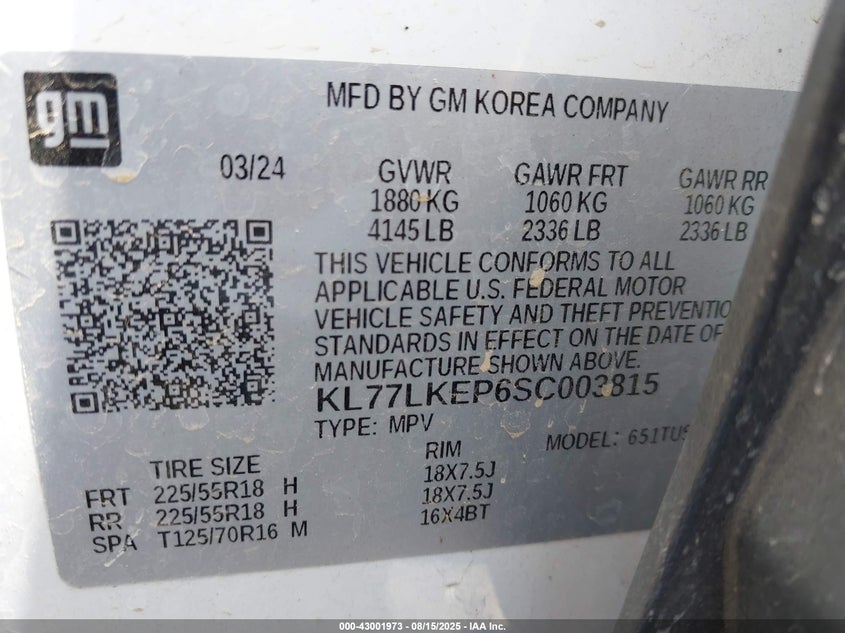 gm
MFD BY GM KOREA COMPANY
03/24
GVWR GAWR FRT GAWR RR
1880 KG 1060 KG 1060 KG
4145 LB 2336 LB 2336 LB
THIS VEHICLE CONFORMS TO ALL
APPLICABLE U.S. FEDERAL MOTOR
VEHICLE SAFETY AND THEFT PREVENTIO
STANDARDS IN EFFECT ON THE DATE OF
MANUFACTURE SHOWN ABOVE.
KL77LKEP6SC003815
TYPE: MPV MODEL: 651TUS
TIRE SIZE RIM
FRT 225/55R18 H 18X7.5J
RR 225/55R18 H 18X7.5J
SPA T125/70R16 M 16X4BT
000-43001973 - 08/15/2025 - IAA Inc.